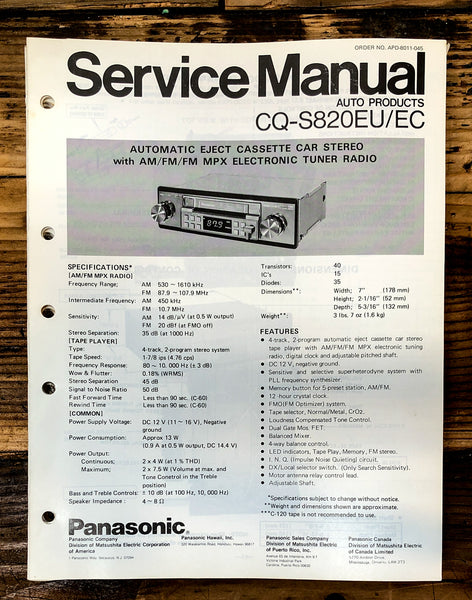 ORDER NO. APD-8011-045
Service Manual
AUTO PRODUCTS
CQ-S820EU/EC
AUTOMATIC EJECT CASSETTE CAR STEREO
with AM/FM/FM MPX ELECTRONIC TUNER RADIO
87.9
SPECIFICATIONS*
[AM/FM MPX RADIO]
Frequency Range: AM 530 ~ 1610 kHz
FM 87.9 ~ 107.9 MHz
Intermediate Frequency: AM 450 kHz
FM 10.7 MHz
Sensitivity: AM 14 dB/µV (at 0.5 W output)
FM 20 dBf (at FMO off)
Stereo Separation: 35 dB (at 1000 Hz)
[TAPE PLAYER]
Type: 4-track, 2-program stereo system
Tape Speed: 1-7/8 ips (4.76 cps)
Frequency Response: 80 ~ 10. 000 Hz (± 3 dB)
Wow & Flutter: 0.18% (WRMS)
Stereo Separation 45 dB
Signal to Noise Ratio 50 dB
Fast Forward Time Less than 90 sec. (C-60)
Rewind Time Less than 90 sec. (C-60)
[COMMON]
Power Supply Voltage: DC 12 V (11 ~ 16 V), Negative
ground
Power Consumption: Approx 13 W
(0.9 A at 0.5 W output, DC 14.4 V)
Power Output:
Continuous; 2 x 4 W (at 1 % THD)
Maximum; 2 x 7.5 W (Volume at max. and
Tone Conetrol in the Treble
position)
Bass and Treble Controls: ± 10 dB (at 100 Hz, 10, 000 Hz)
Speaker Impedance : 4 ~ 8 Ω
Transistors: 40
IC's 15
Diodes: 35
Dimensions**: Width: 7" (178 mm)
Height: 2-1/16" (52 mm)
Depth: 5-3/16" (132 mm)
Weight**: 3 lbs. 7 oz (1.6 kg)
FEATURES
• 4-track, 2-program automatic eject cassette car stereo
tape player with AM/FM/FM MPX electronic tuning
radio, digital clock and adjustable pitched shaft.
• DC 12 V, negative ground.
• Sensitive and selective superheterodyne system with
PLL frequency synthesizer.
• Memory button for 5-preset station, AM/FM.
• 12-hour crystal clock.
• FMO(FM Optimizer) system.
• Tape selector, Normal/Metal, CrO2.
• Loudness Compensated Tone Control.
• Dual Gate Mos. FET.
• Balanced Mixer.
• 4-way balance control.
• LED indicators, Tape Play, Memory, FM stereo.
• I. N. Q. (Impulse Noise Quieting) circuit.
• DX/Local selector switch. (Only Search Sensitivity).
• Motor antenna relay control lead.
• Adjustable Shaft.
*Specifications subject to change without notice.
**Weight and dimensions shown are approximate.
***C-120 tape is not recommended to use.
Panasonic
Panasonic Company
Division of Matsushita Electric Corporation
of America
1 Panasonic Way, Secaucus, N.J. 07094
Panasonic Hawaii, Inc.
Panasonic Sales Company
Division of Matsushita Electric
of Puerto Rico, Inc.
Panasonic Canada
Division of Matsushita Electric
of Canada Limited